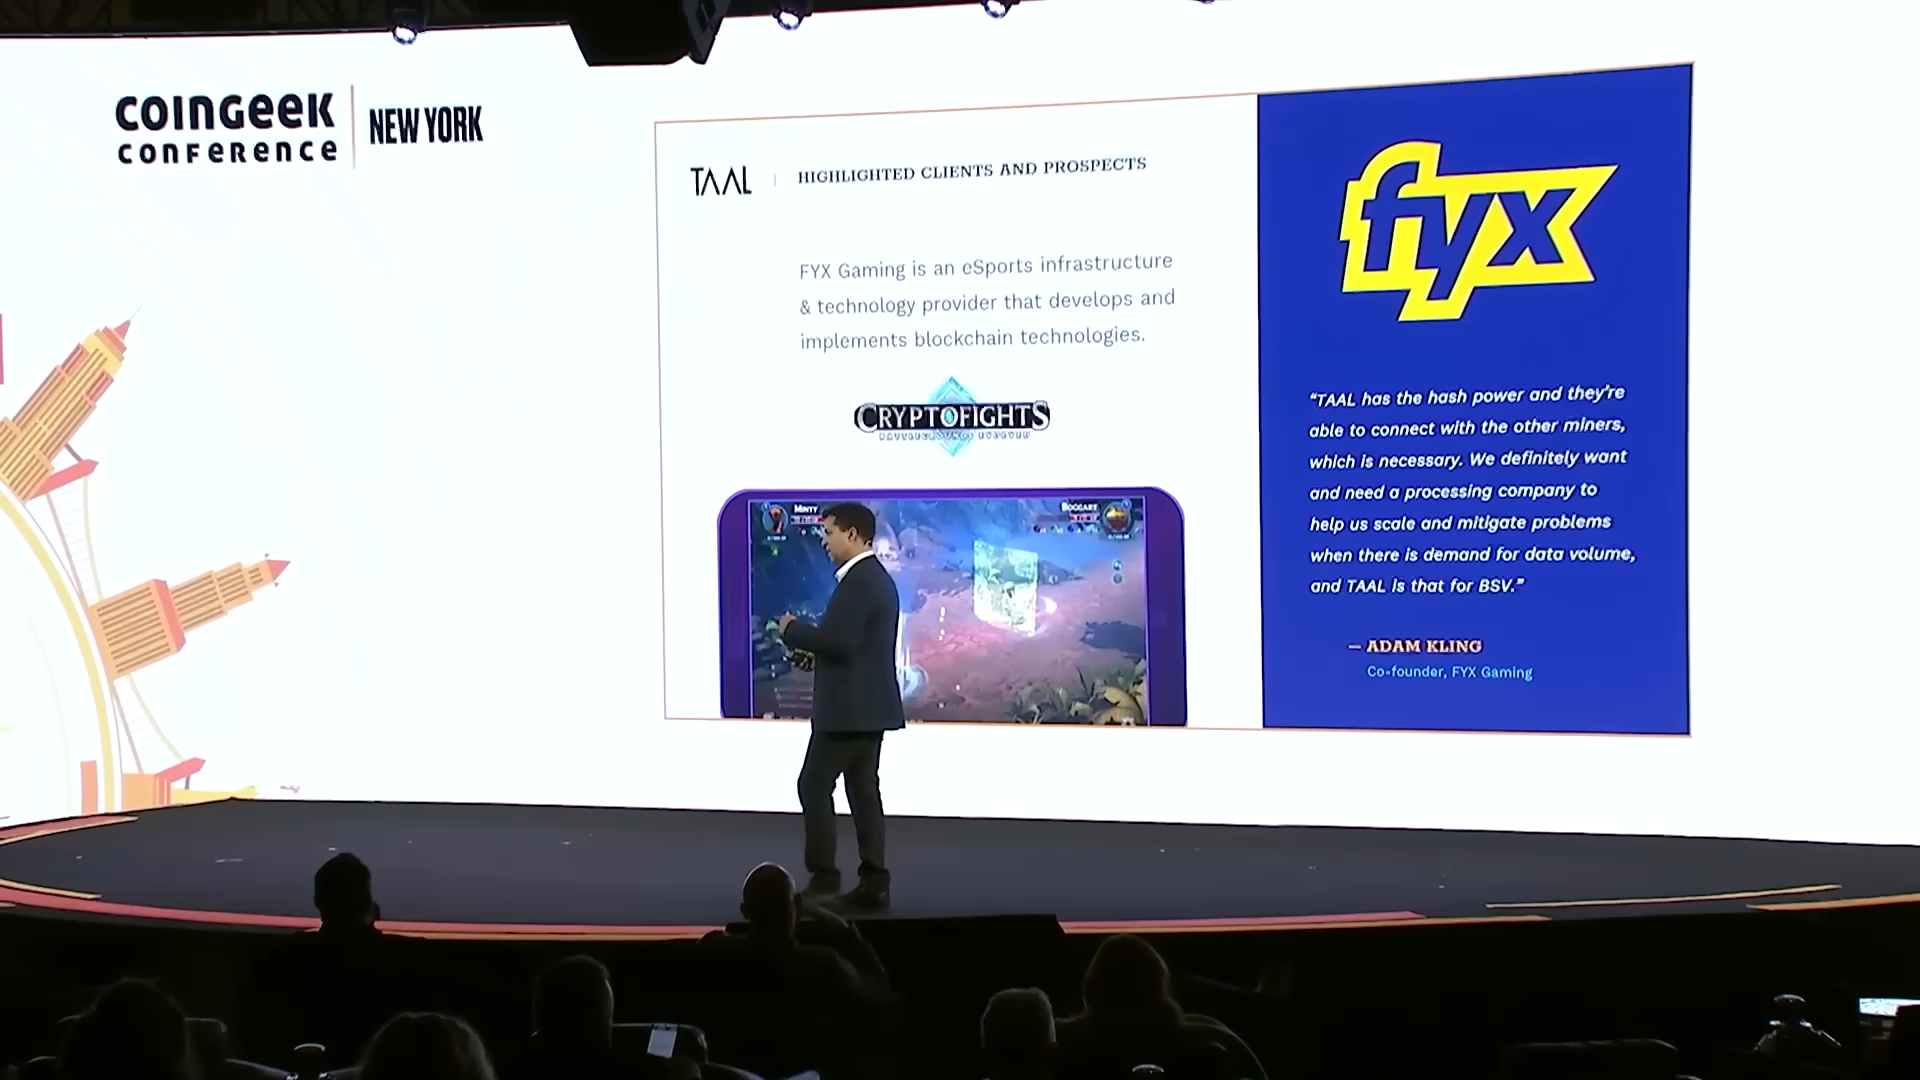 COINGEEK
CONFERENCE
NEW YORK
TAAL
HIGHLIGHTED CLIENTS AND PROSPECTS
FYX Gaming is an eSports infrastructure
& technology provider that develops and
implements blockchain technologies.
CRYPTOFIGHTS
MINTY
BOGGART
fyx
“TAAL has the hash power and they’re
able to connect with the other miners,
which is necessary. We definitely want
and need a processing company to
help us scale and mitigate problems
when there is demand for data volume,
and TAAL is that for BSV.”
— ADAM KLING
Co-founder, FYX Gaming